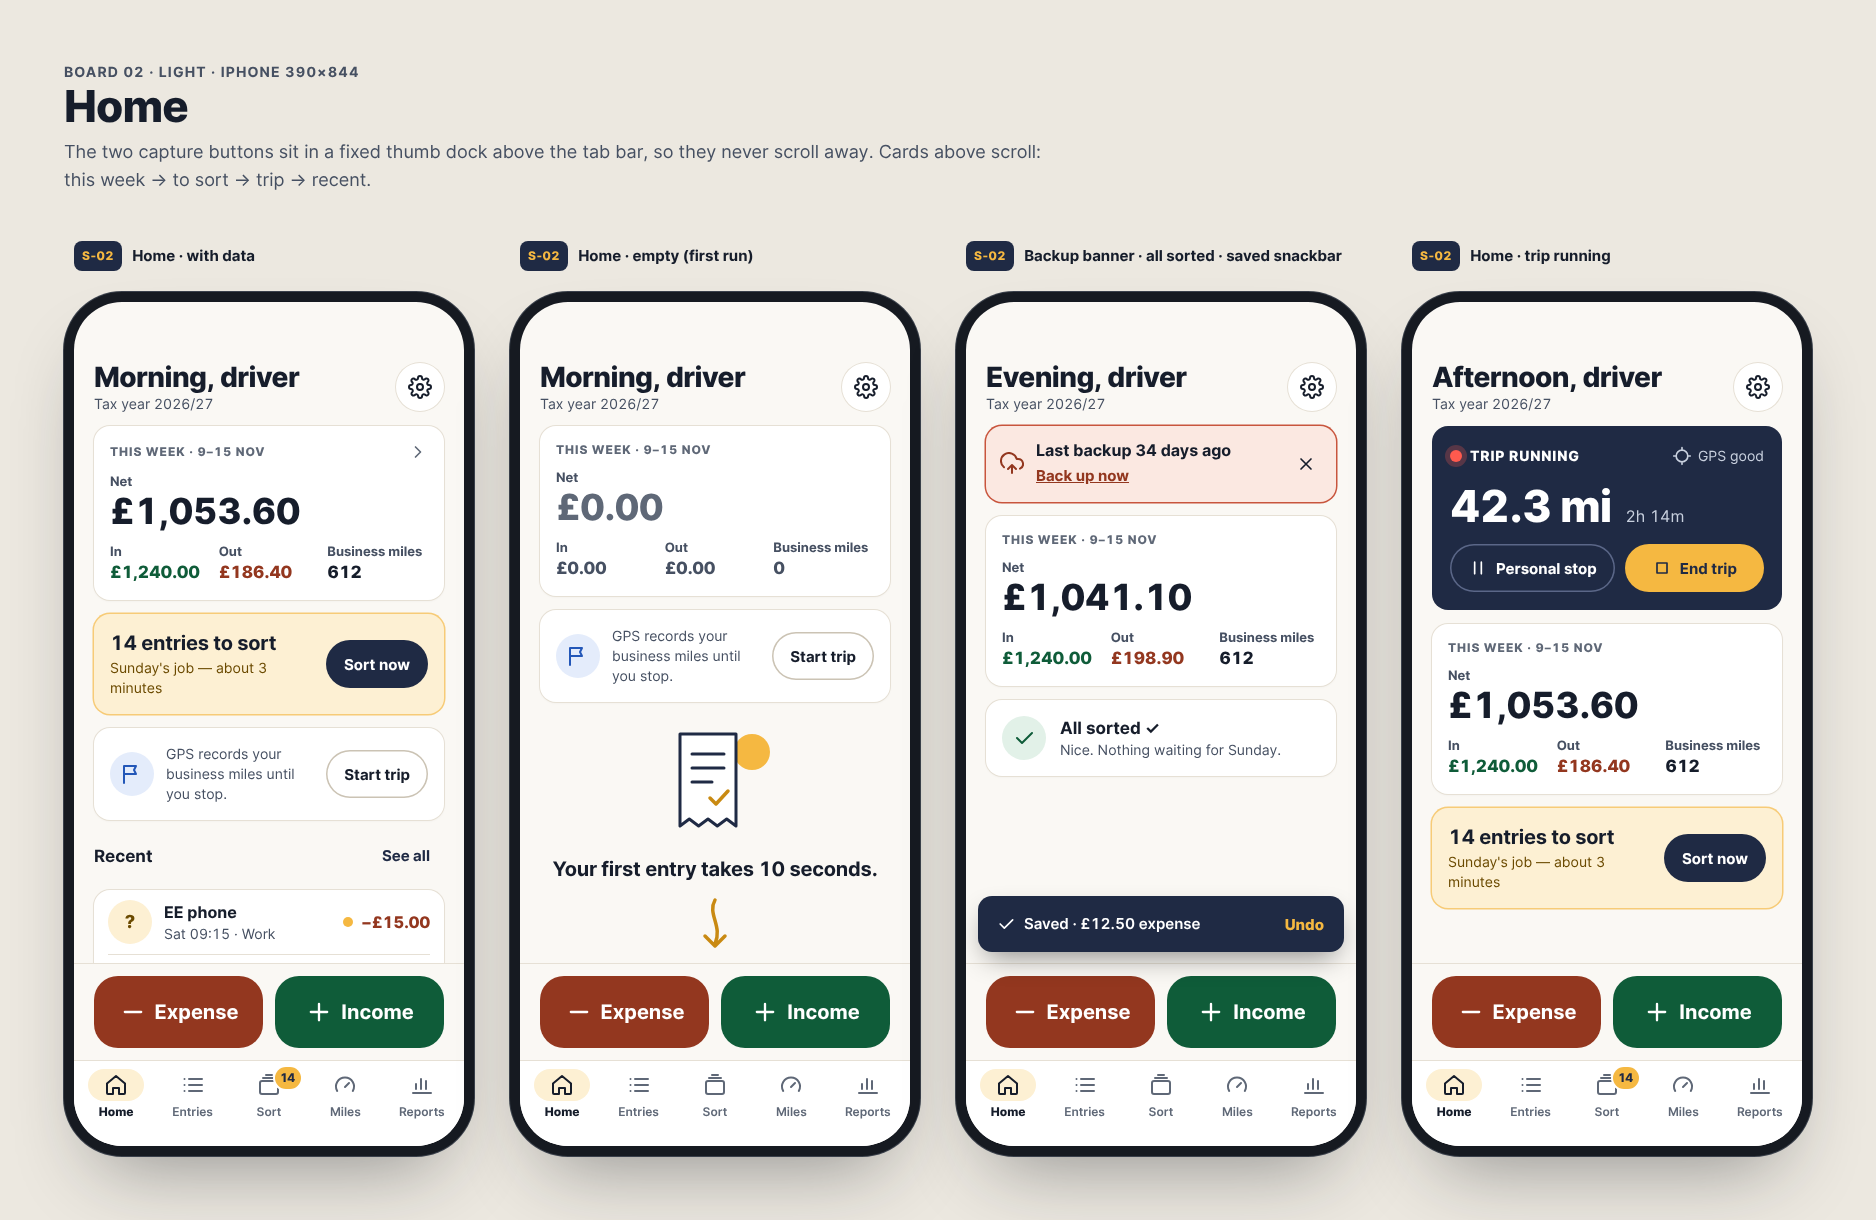 BOARD 02 · LIGHT · IPHONE 390×844
Home
The two capture buttons sit in a fixed thumb dock above the tab bar, so they never scroll away. Cards above scroll:
this week → to sort → trip → recent.
S-02 Home · with data
Morning, driver
Tax year 2026/27
THIS WEEK · 9–15 NOV
Net
£1,053.60
In Out Business miles
£1,240.00 £186.40 612
14 entries to sort
Sunday's job — about 3
minutes
Sort now
GPS records your
business miles until
you stop.
Start trip
Recent See all
? EE phone
Sat 09:15 · Work
−£15.00
− Expense + Income
14
Home Entries Sort Miles Reports
S-02 Home · empty (first run)
Morning, driver
Tax year 2026/27
THIS WEEK · 9–15 NOV
Net
£0.00
In Out Business miles
£0.00 £0.00 0
GPS records your
business miles until
you stop.
Start trip
Your first entry takes 10 seconds.
− Expense + Income
Home Entries Sort Miles Reports
S-02 Backup banner · all sorted · saved snackbar
Evening, driver
Tax year 2026/27
Last backup 34 days ago
Back up now
THIS WEEK · 9–15 NOV
Net
£1,041.10
In Out Business miles
£1,240.00 £198.90 612
All sorted ✓
Nice. Nothing waiting for Sunday.
Saved · £12.50 expense Undo
− Expense + Income
Home Entries Sort Miles Reports
S-02 Home · trip running
Afternoon, driver
Tax year 2026/27
TRIP RUNNING GPS good
42.3 mi 2h 14m
Personal stop End trip
THIS WEEK · 9–15 NOV
Net
£1,053.60
In Out Business miles
£1,240.00 £186.40 612
14 entries to sort
Sunday's job — about 3
minutes
Sort now
− Expense + Income
14
Home Entries Sort Miles Reports